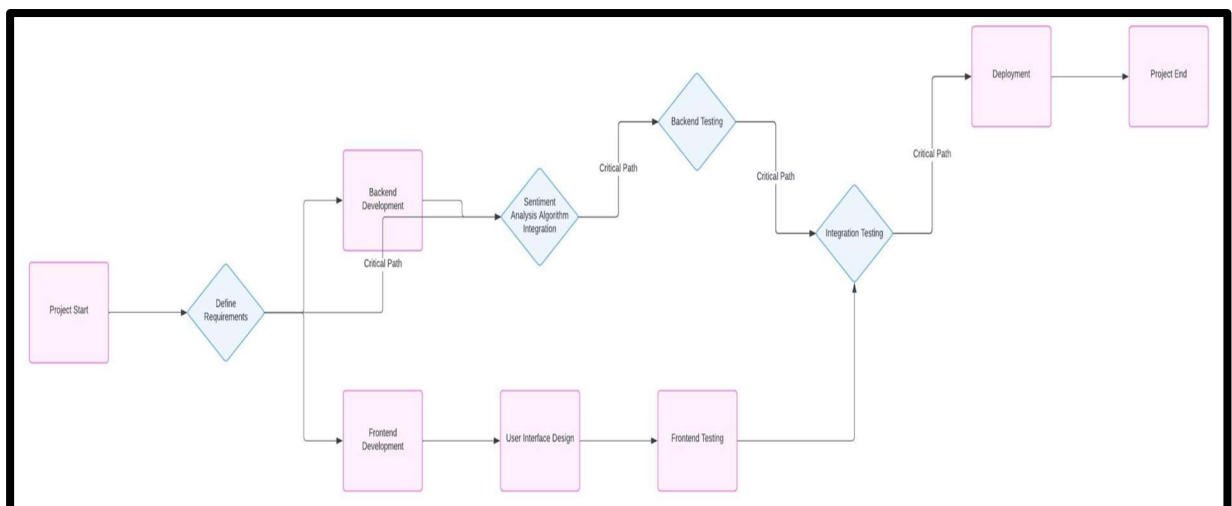 Project Start
Define
Requirements
Backend
Development
Critical Path
Frontend
Development
Sentiment
Analysis Algorithm
Integration
User Interface Design
Critical Path
Backend Testing
Frontend Testing
Critical Path
Integration Testing
Critical Path
Deployment
Project End